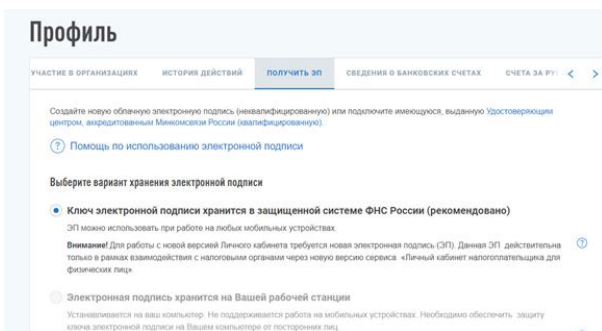 Профиль
УЧАСТИЕ В ОРГАНИЗАЦИЯХ ИСТОРИЯ ДЕЙСТВИЙ ПОЛУЧИТЬ ЭП СВЕДЕНИЯ О БАНКОВСКИХ СЧЕТАХ СЧЕТА ЗА РУ
Создайте новую облачную электронную подпись (неквалифицированную) или подключите имеющуюся, выданную Удостоверяющим
центром, аккредитованным Минкомсвязи России (квалифицированную).
? Помощь по использованию электронной подписи
Выберите вариант хранения электронной подписи
Ключ электронной подписи хранится в защищенной системе ФНС России (рекомендовано)
ЭП можно использовать при работе на любых мобильных устройствах.
Внимание! Для работы с новой версией Личного кабинета требуется новая электронная подпись (ЭП). Данная ЭП действительна ?
только в рамках взаимодействия с налоговыми органами через новую версию сервиса «Личный кабинет налогоплательщика для
физических лиц»
Электронная подпись хранится на Вашей рабочей станции
Устанавливается на ваш компьютер. Не поддерживается работа на мобильных устройствах. Необходимо обеспечить защиту
ключа электронной подписи на Вашем компьютере от посторонних лиц.